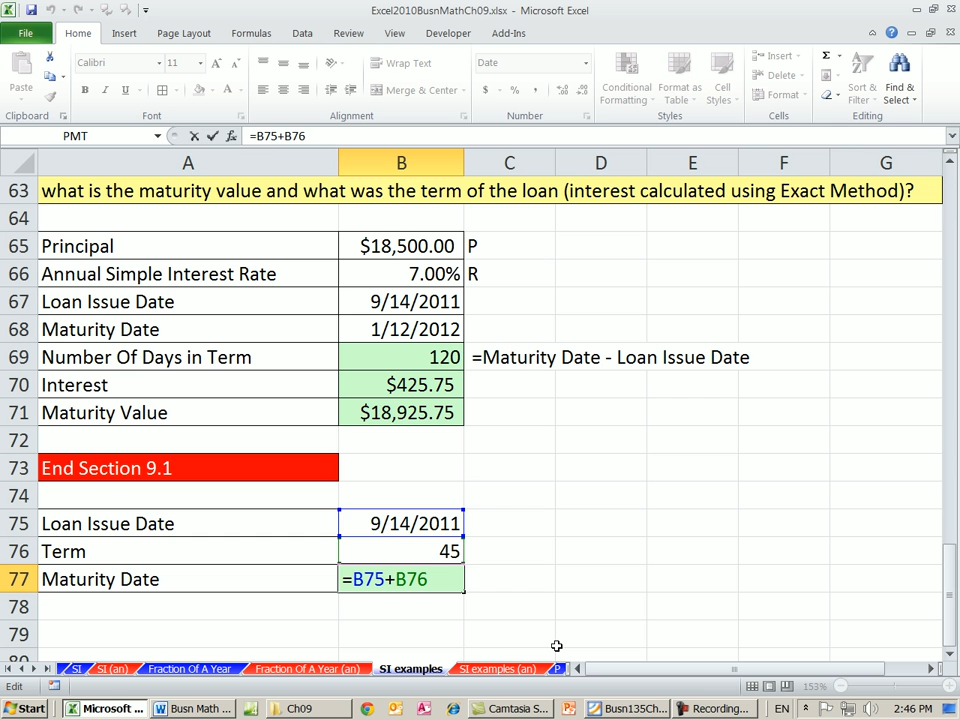 Excel2010BusnMathCh09.xlsx - Microsoft Excel
File Home Insert Page Layout Formulas Data Review View Developer Add-Ins
Paste
Calibri 11
B I U
Wrap Text
Merge & Center
Date
$ % ,
Conditional Formatting
Format as Table
Cell Styles
Insert
Delete
Format
Sort & Filter
Find & Select
Clipboard Font Alignment Number Styles Cells Editing
PMT fx =B75+B76
A B C D E F G
63 what is the maturity value and what was the term of the loan (interest calculated using Exact Method)?
64
65 Principal $18,500.00 P
66 Annual Simple Interest Rate 7.00% R
67 Loan Issue Date 9/14/2011
68 Maturity Date 1/12/2012
69 Number Of Days in Term 120 =Maturity Date - Loan Issue Date
70 Interest $425.75
71 Maturity Value $18,925.75
72
73 End Section 9.1
74
75 Loan Issue Date 9/14/2011
76 Term 45
77 Maturity Date =B75+B76
78
79
80
SI SI (an) Fraction Of A Year Fraction Of A Year (an) SI examples SI examples (an) P
Edit 153%
Start Microsoft ... Busn Math ... Ch09 Camtasia S... Busn135Ch... Recording... EN 2:46 PM